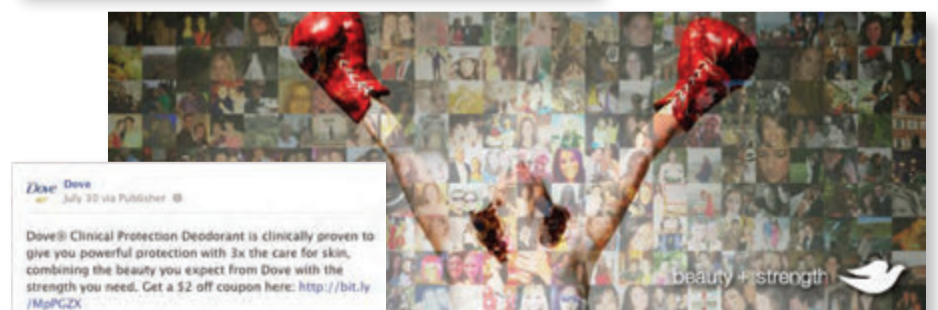 Dove Dove
July 30 via Publisher
Dove® Clinical Protection Deodorant is clinically proven to
give you powerful protection with 3x the care for skin,
combining the beauty you expect from Dove with the
strength you need. Get a $2 off coupon here: http://bit.ly
/MpPGZX
beauty + strength